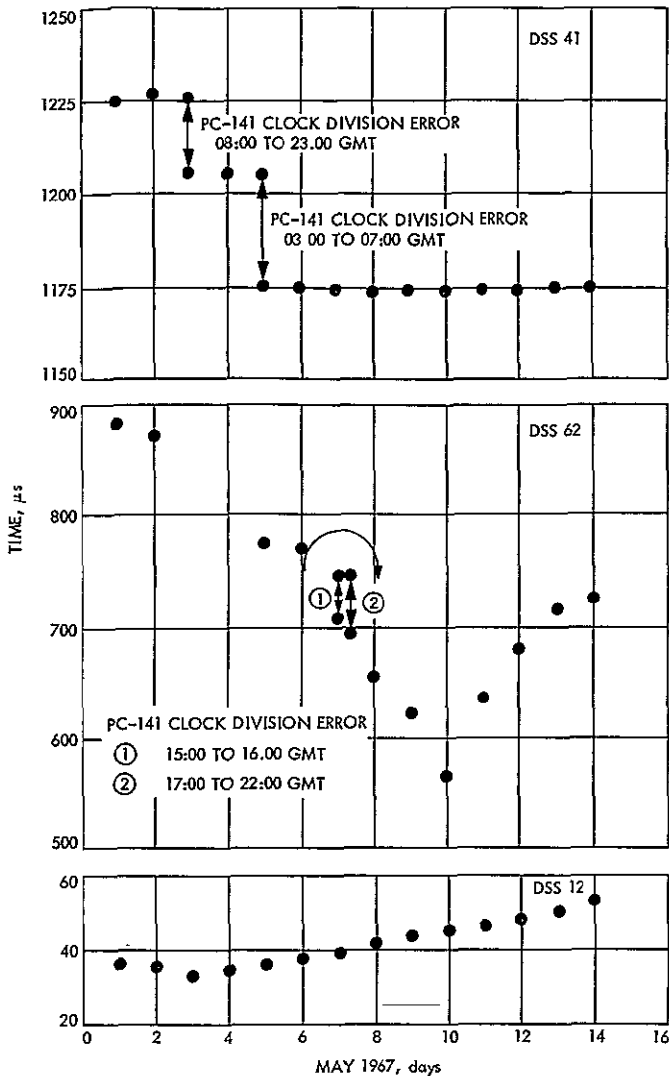 1250
DSS 41
1225
PC-141 CLOCK DIVISION ERROR
08:00 TO 23.00 GMT
1200
PC-141 CLOCK DIVISION ERROR
03 00 TO 07:00 GMT
1175
1150
900
DSS 62
800
TIME, μs
① ②
700
PC-141 CLOCK DIVISION ERROR
① 15:00 TO 16.00 GMT
600
② 17:00 TO 22:00 GMT
500
60
DSS 12
40
20
0 2 4 6 8 10 12 14 16
MAY 1967, days